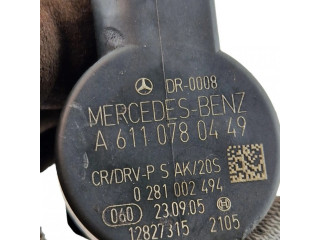 DR-0008
MERCEDES-BENZ
A 611 078 04 49
CR/DRV-P S AK/20S
0 281 002 494
060 23.09.05
12827315 2105